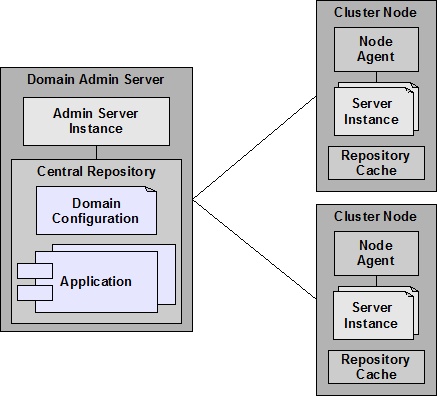 Domain Admin Server
Admin Server
Instance
Central Repository
Domain
Configuration
Application
Cluster Node
Node
Agent
Server
Instance
Repository
Cache
Cluster Node
Node
Agent
Server
Instance
Repository
Cache